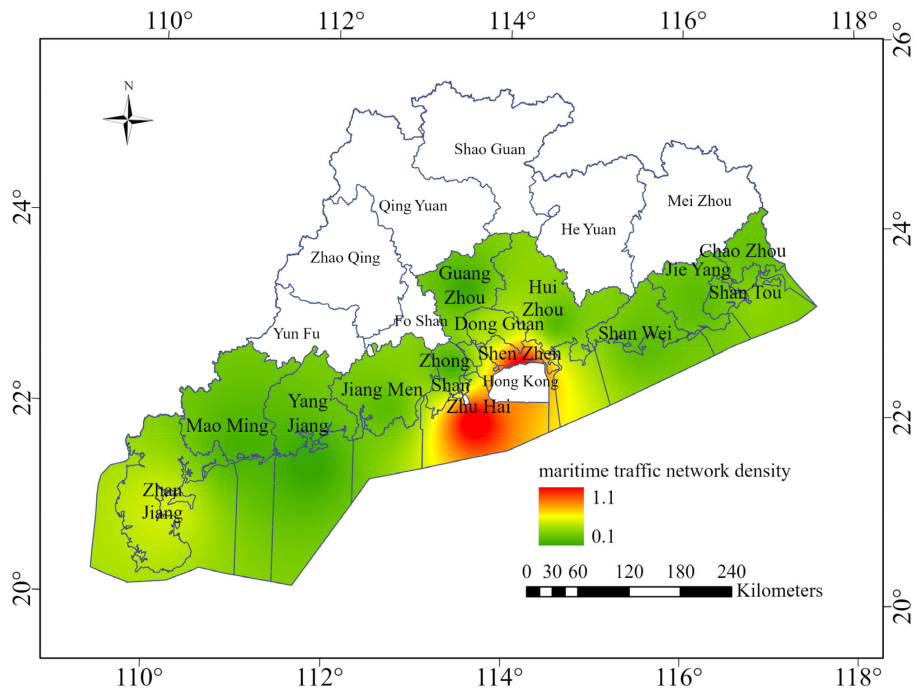 110°
112°
114°
116°
118°
26°
N
Shao Guan
24°
Qing Yuan
Mei Zhou
He Yuan
24°
Zhao Qing
Chao Zhou
Jie Yang
Guang
Zhou
Hui
Zhou
Shan Tou
Fo Shan
Dong Guan
Yun Fu
Shan Wei
Zhong
Shan
Shen Zhen
Hong Kong
22°
Jiang Men
Yang
Jiang
Zhu Hai
22°
Mao Ming
maritime traffic network density
Zhan
Jiang
1.1
0.1
20°
0 30 60 120 180 240
Kilometers
20°
110°
112°
114°
116°
118°